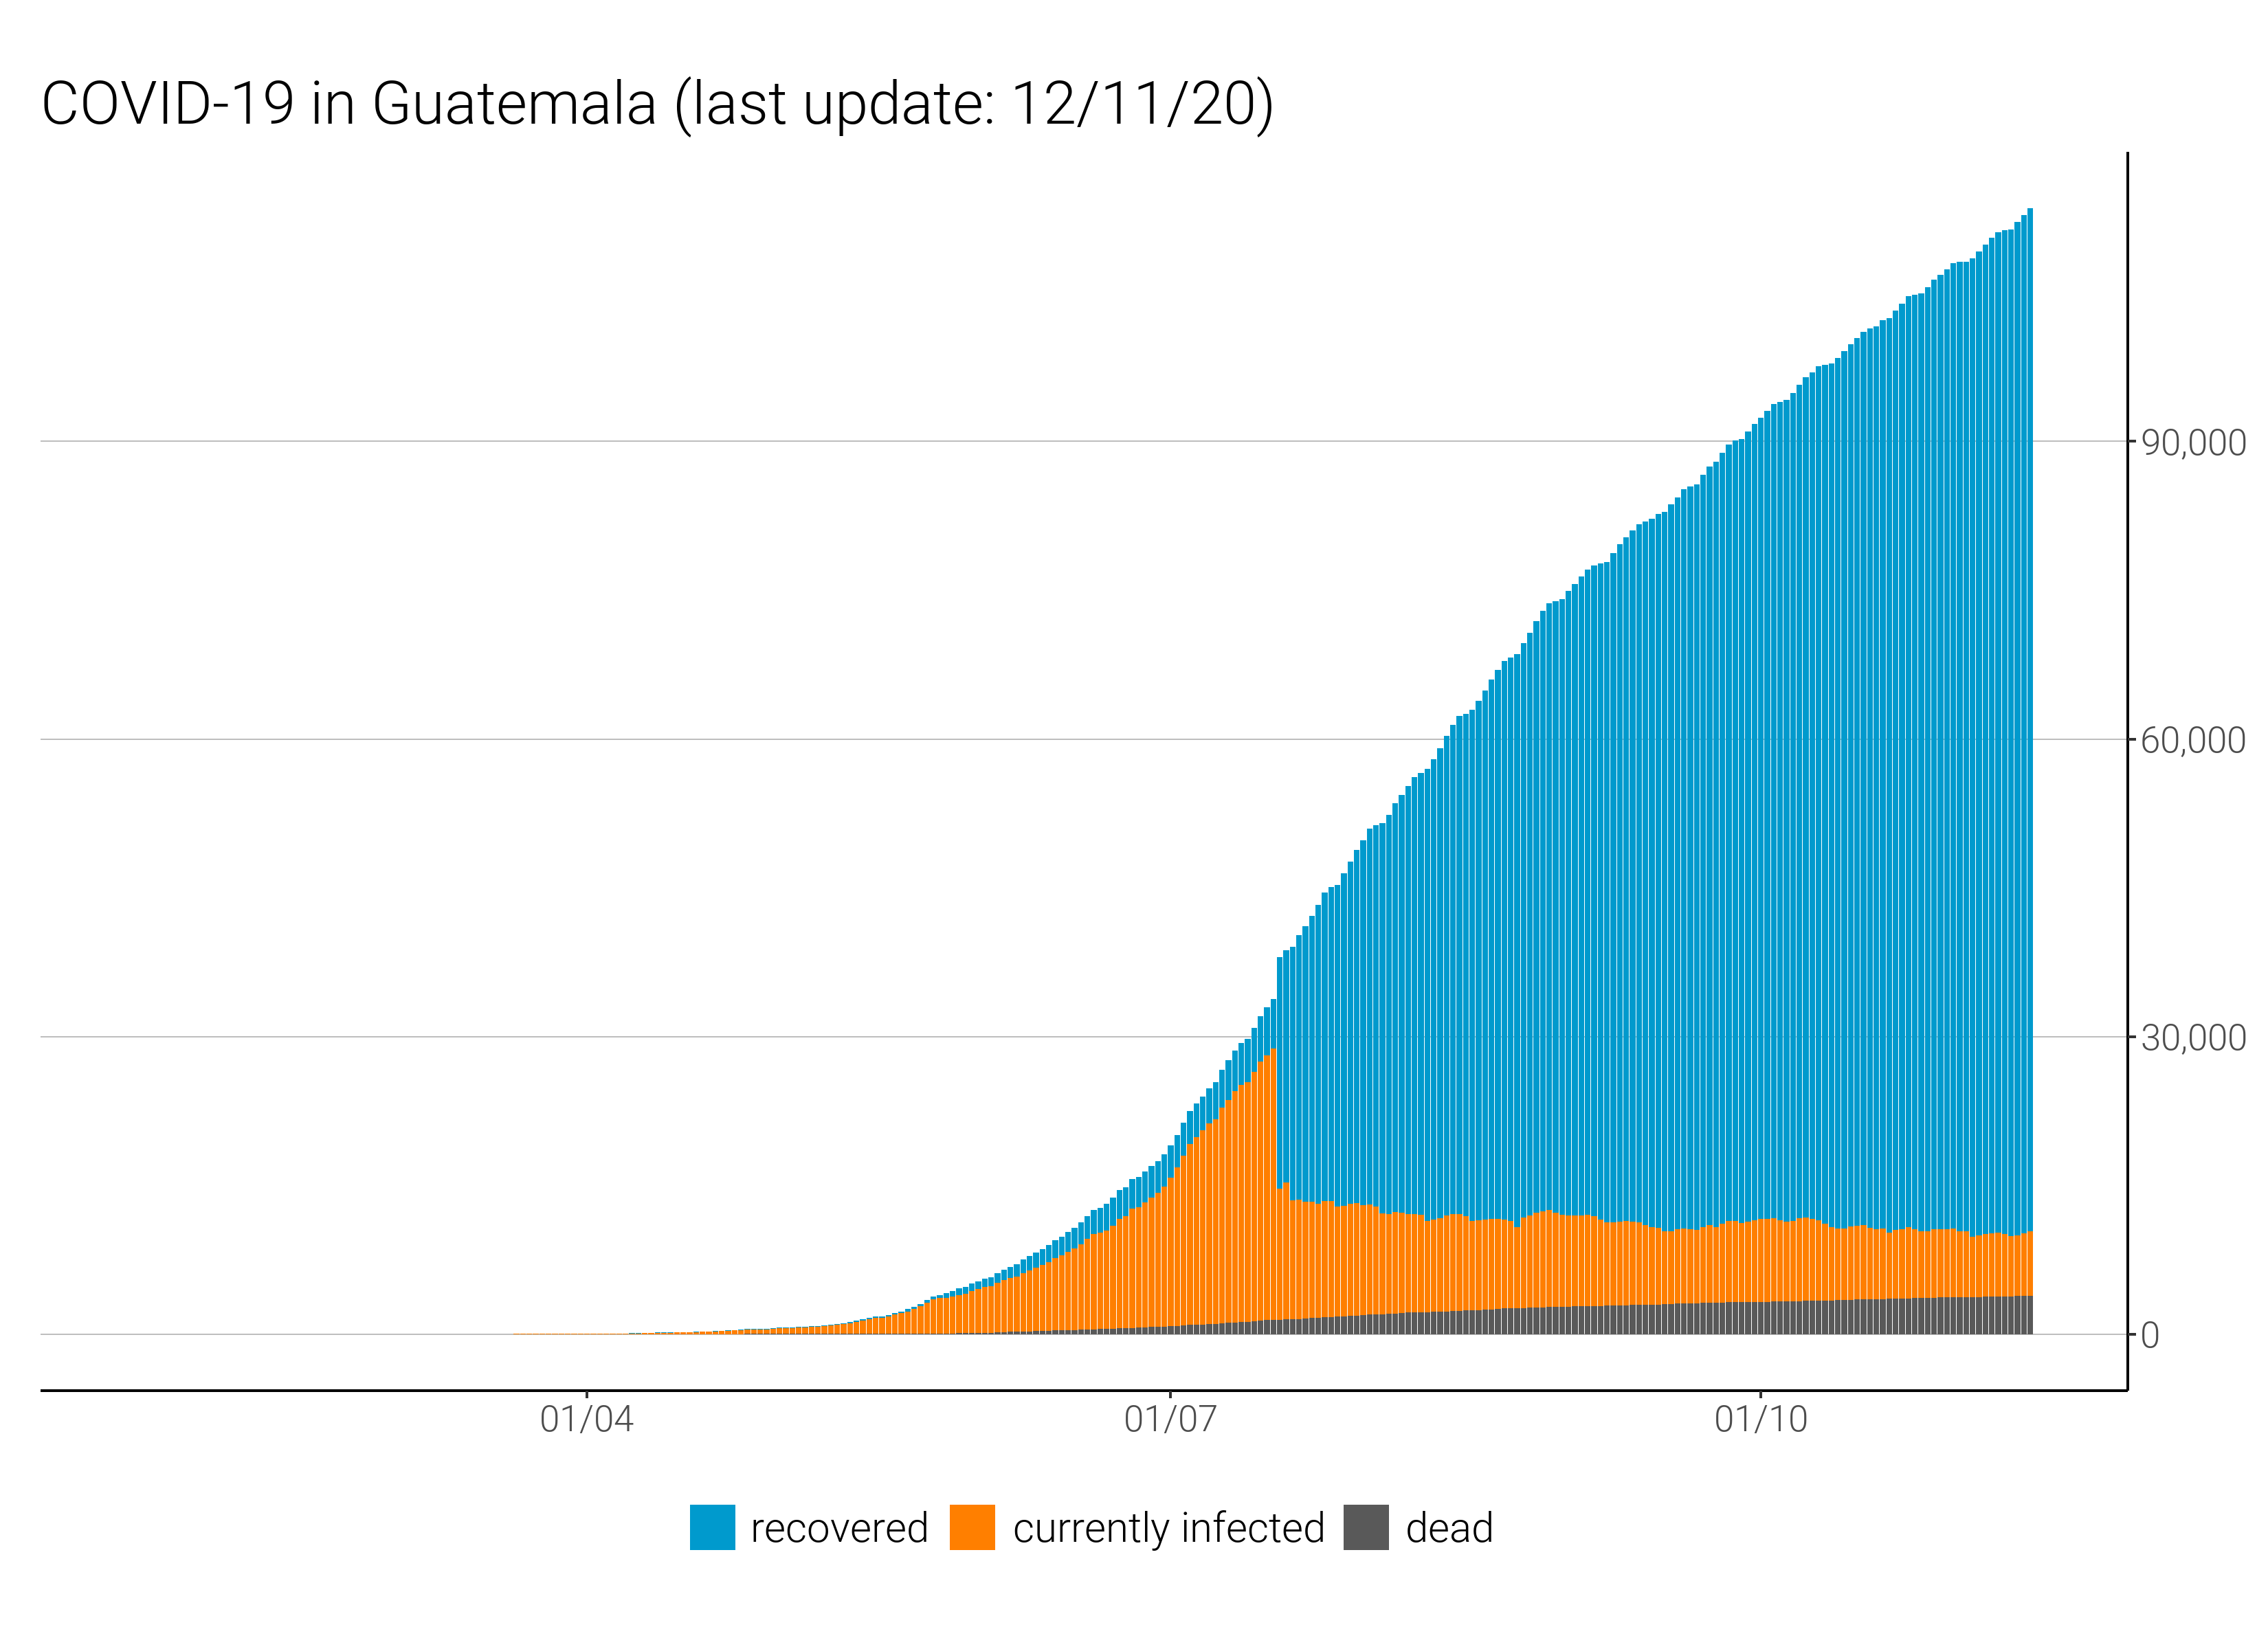 COVID-19 in Guatemala (last update: 12/11/20)
90,000
60,000
30,000
0
01/04 01/07 01/10
recovered currently infected dead